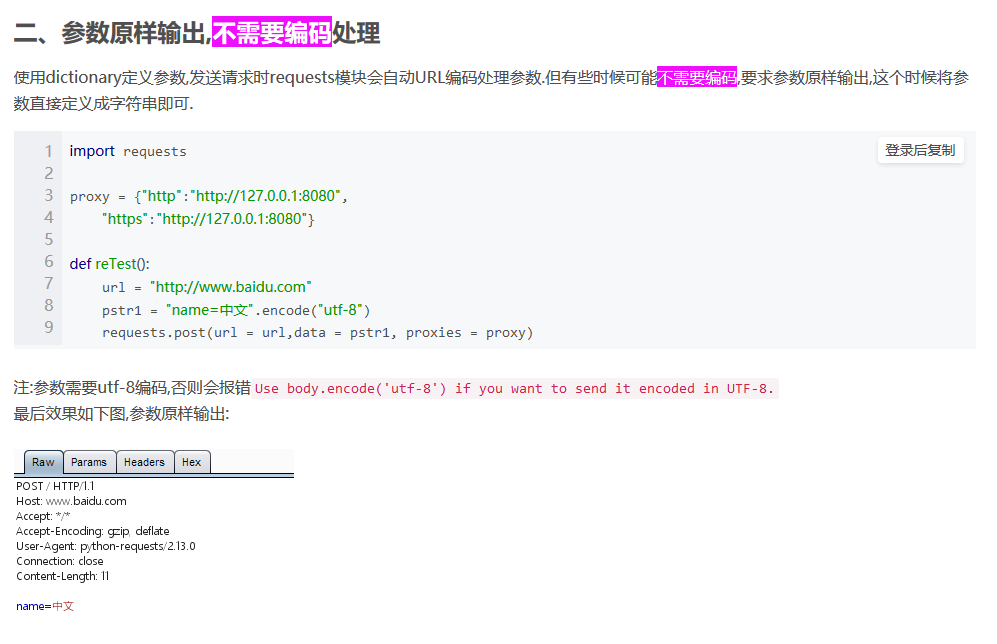 二、参数原样输出,不需要编码处理
使用dictionary定义参数,发送请求时requests模块会自动URL编码处理参数.但有些时候可能不需要编码,要求参数原样输出,这个时候将参
数直接定义成字符串即可.
登录后复制
1 import requests
2
3 proxy = {"http":"http://127.0.0.1:8080",
4     "https":"http://127.0.0.1:8080"}
5
6 def reTest():
7     url = "http://www.baidu.com"
8     pstr1 = "name=中文".encode("utf-8")
9     requests.post(url = url,data = pstr1, proxies = proxy)
注:参数需要utf-8编码,否则会报错 Use body.encode('utf-8') if you want to send it encoded in UTF-8.
最后效果如下图,参数原样输出:
Raw Params Headers Hex
POST / HTTP/1.1
Host: www.baidu.com
Accept: */*
Accept-Encoding: gzip, deflate
User-Agent: python-requests/2.13.0
Connection: close
Content-Length: 11
name=中文